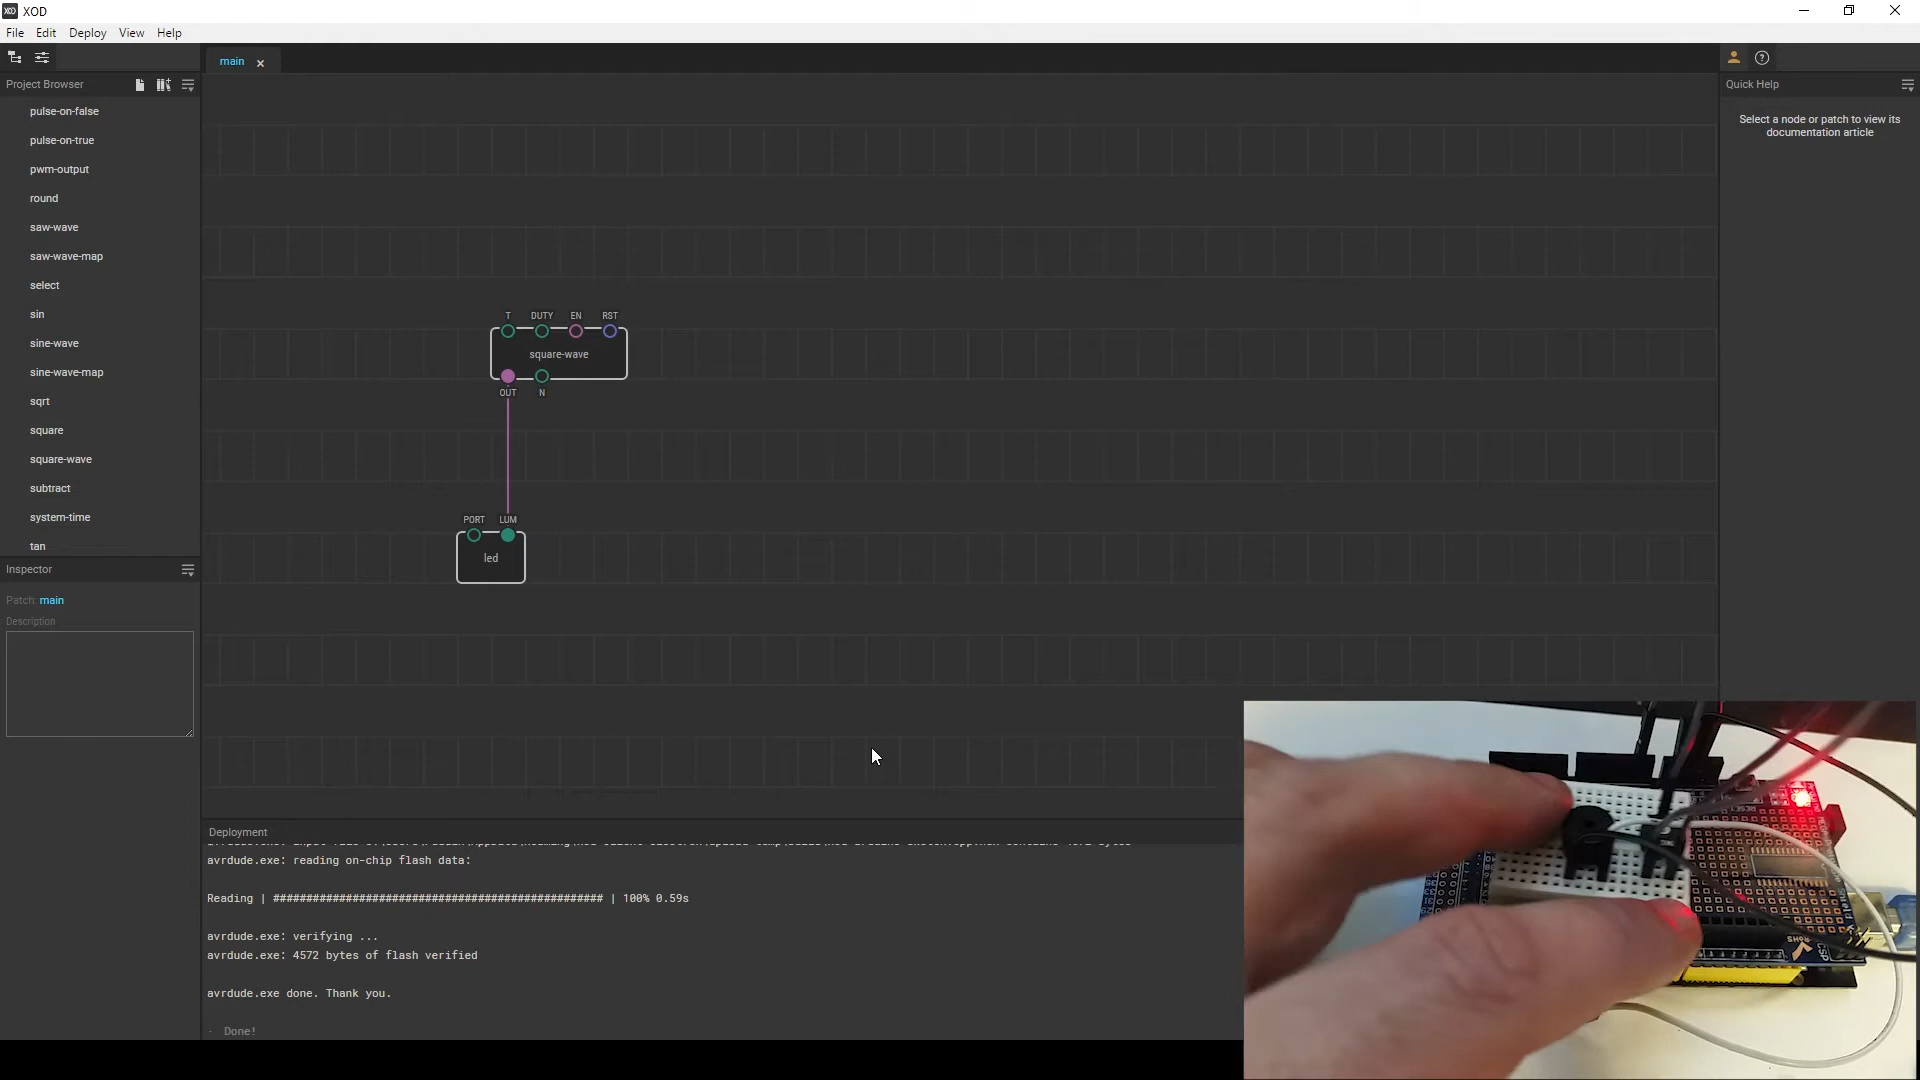 XOD
File Edit Deploy View Help
main
Project Browser
Quick Help
Select a node or patch to view its
documentation article
pulse-on-false
pulse-on-true
pwm-output
round
saw-wave
saw-wave-map
select
sin
sine-wave
sine-wave-map
sqrt
square
square-wave
subtract
system-time
tan
T DUTY EN RST
square-wave
OUT N
PORT LUM
led
Inspector
Patch: main
Description
Deployment
avrdude.exe: reading on-chip flash data:
Reading | ################################################## | 100% 0.59s
avrdude.exe: verifying ...
avrdude.exe: 4572 bytes of flash verified
avrdude.exe done. Thank you.
Done!
RESET
RoHS